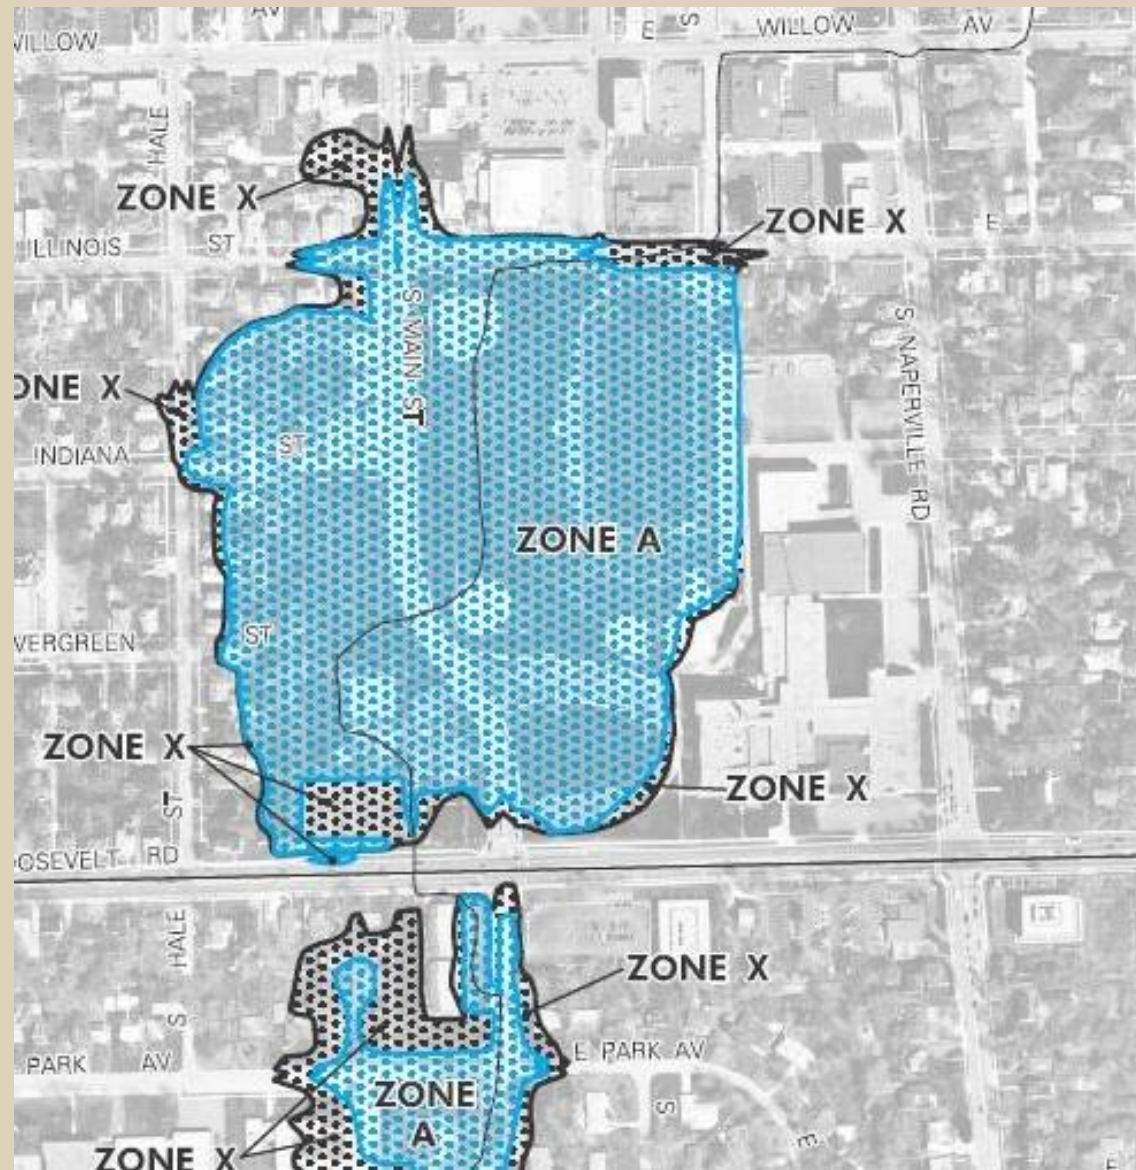 AV
WILLOW
E
S
WILLOW
AV
HALE
ZONE X
ZONE X
E
ILLINOIS
ST
S MAIN ST
S NAPERVILLE RD
ONE X
INDIANA
ST
ZONE A
VERGREEN
ST
ZONE X
ST
ZONE X
OOSEVELT RD
HALE
S
ZONE X
PARK AV
E PARK AV
ZONE
A
S
E
ZONE X
E